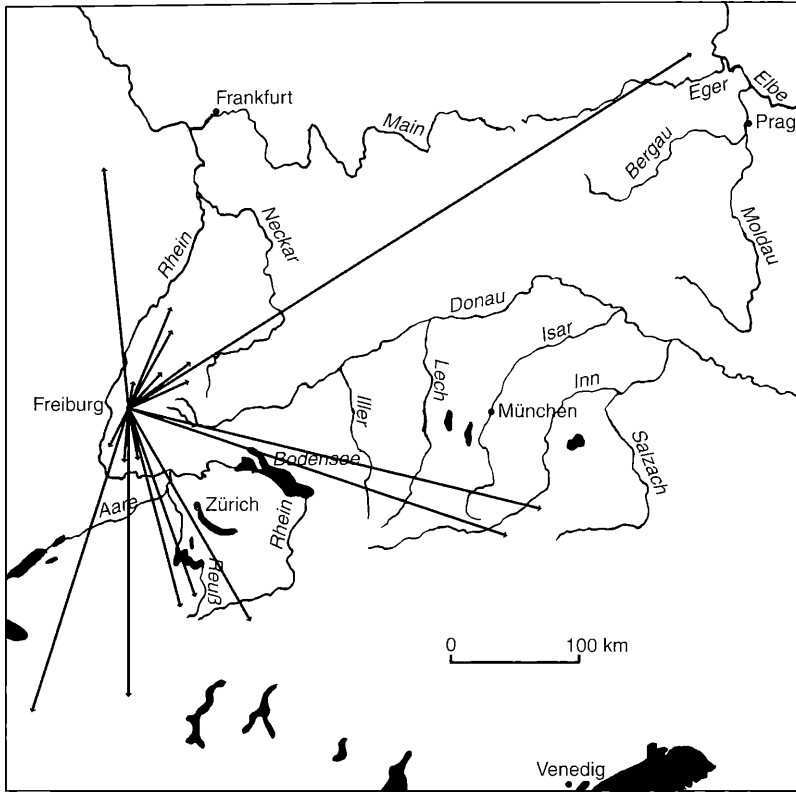 Frankfurt
Main
Eger
Elbe
Prag
Bergau
Moldau
Rhein
Neckar
Donau
Isar
Inn
Lech
Iller
Freiburg
München
Salzach
Bodensee
Aare
Zürich
Rhein
Reuß
0 100 km
Venedig